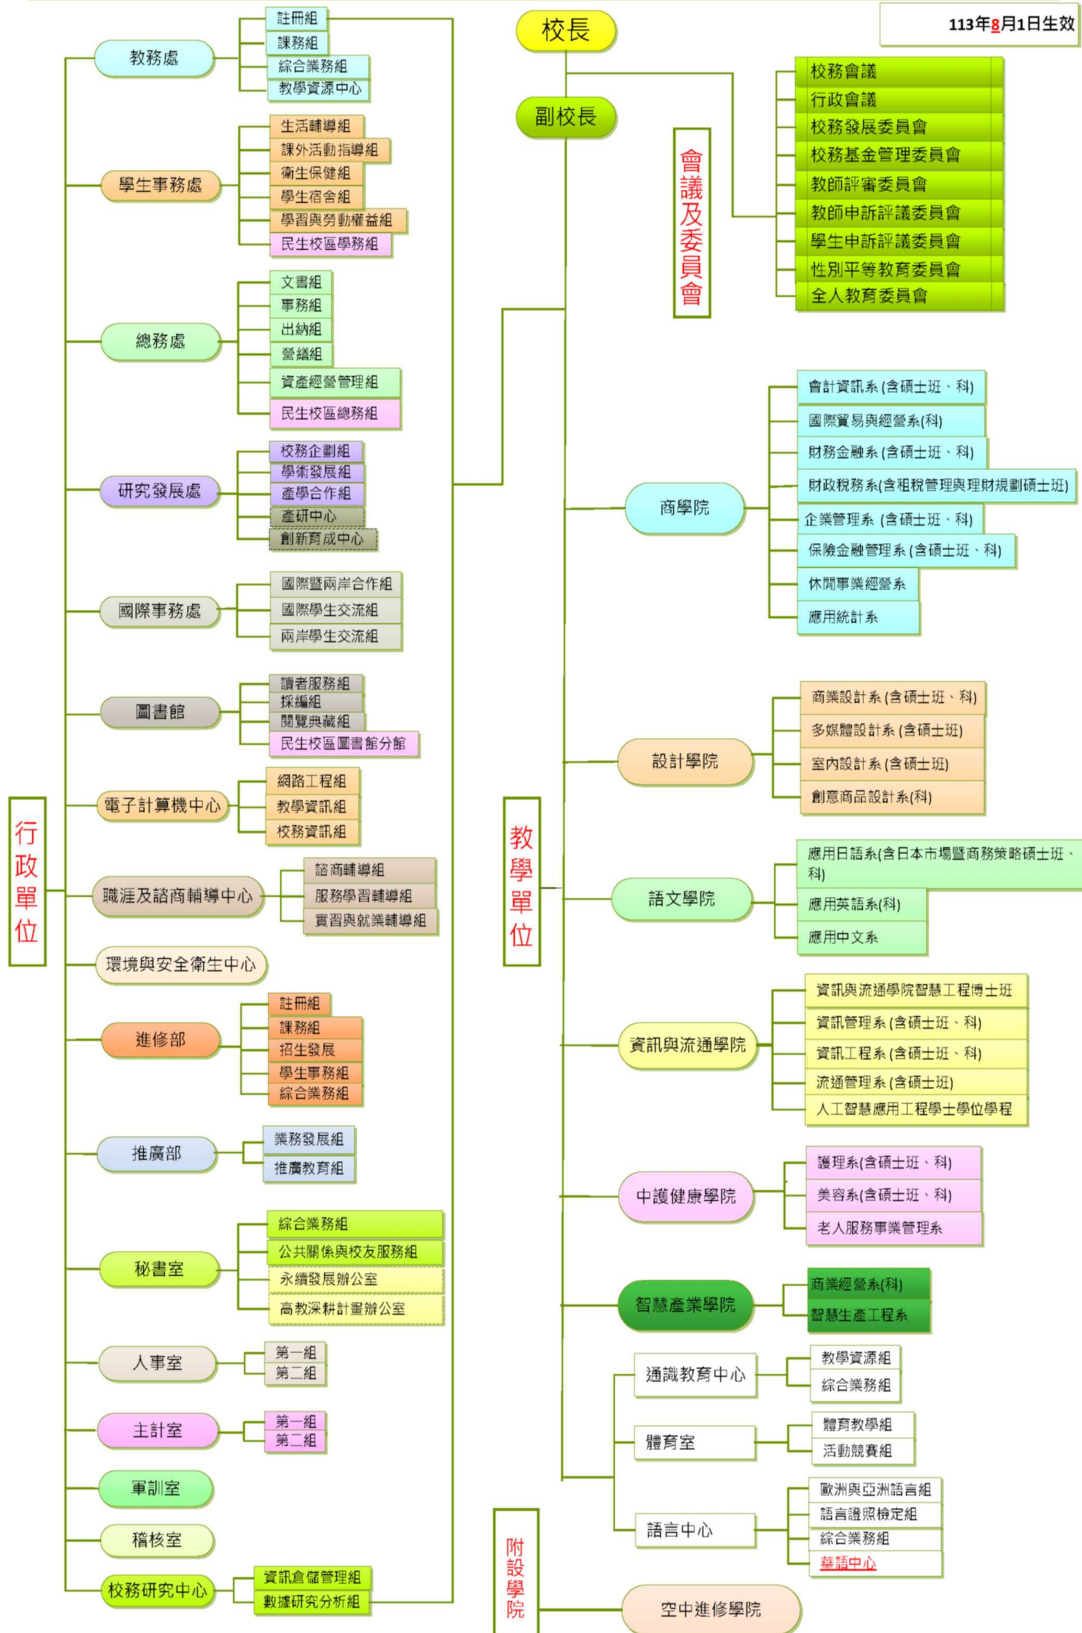 113年8月1日生效
校長
副校長
會議及委員會
校務會議
行政會議
校務發展委員會
校務基金管理委員會
教師評審委員會
教師申訴評議委員會
學生申訴評議委員會
性別平等教育委員會
全人教育委員會
行政單位
教務處
註冊組
課務組
綜合業務組
教學資源中心
學生事務處
生活輔導組
課外活動指導組
衛生保健組
學生宿舍組
學習與勞動權益組
民生校區學務組
總務處
文書組
事務組
出納組
營繕組
資產經營管理組
民生校區總務組
研究發展處
校務企劃組
學術發展組
產學合作組
產研中心
創新育成中心
國際事務處
國際暨兩岸合作組
國際學生交流組
兩岸學生交流組
圖書館
讀者服務組
採編組
閱覽典藏組
民生校區圖書館分館
電子計算機中心
網路工程組
教學資訊組
校務資訊組
職涯及諮商輔導中心
諮商輔導組
服務學習輔導組
實習與就業輔導組
環境與安全衛生中心
進修部
註冊組
課務組
招生發展
學生事務組
綜合業務組
推廣部
業務發展組
推廣教育組
秘書室
綜合業務組
公共關係與校友服務組
永續發展辦公室
高教深耕計畫辦公室
人事室
第一組
第二組
主計室
第一組
第二組
軍訓室
稽核室
校務研究中心
資訊倉儲管理組
數據研究分析組
教學單位
商學院
會計資訊系(含碩士班、科)
國際貿易與經營系(科)
財務金融系(含碩士班、科)
財政稅務系(含租稅管理與理財規劃碩士班)
企業管理系 (含碩士班、科)
保險金融管理系(含碩士班、科)
休閒事業經營系
應用統計系
設計學院
商業設計系(含碩士班、科)
多媒體設計系(含碩士班)
室內設計系(含碩士班)
創意商品設計系(科)
語文學院
應用日語系(含日本市場暨商務策略碩士班、
科)
應用英語系(科)
應用中文系
資訊與流通學院
資訊與流通學院智慧工程博士班
資訊管理系(含碩士班、科)
資訊工程系(含碩士班、科)
流通管理系(含碩士班)
人工智慧應用工程學士學位學程
中護健康學院
護理系(含碩士班、科)
美容系(含碩士班、科)
老人服務事業管理系
智慧產業學院
商業經營系(科)
智慧生產工程系
通識教育中心
教學資源組
綜合業務組
體育室
體育教學組
活動競賽組
語言中心
歐洲與亞洲語言組
語言證照檢定組
綜合業務組
華語中心
附設學院
空中進修學院